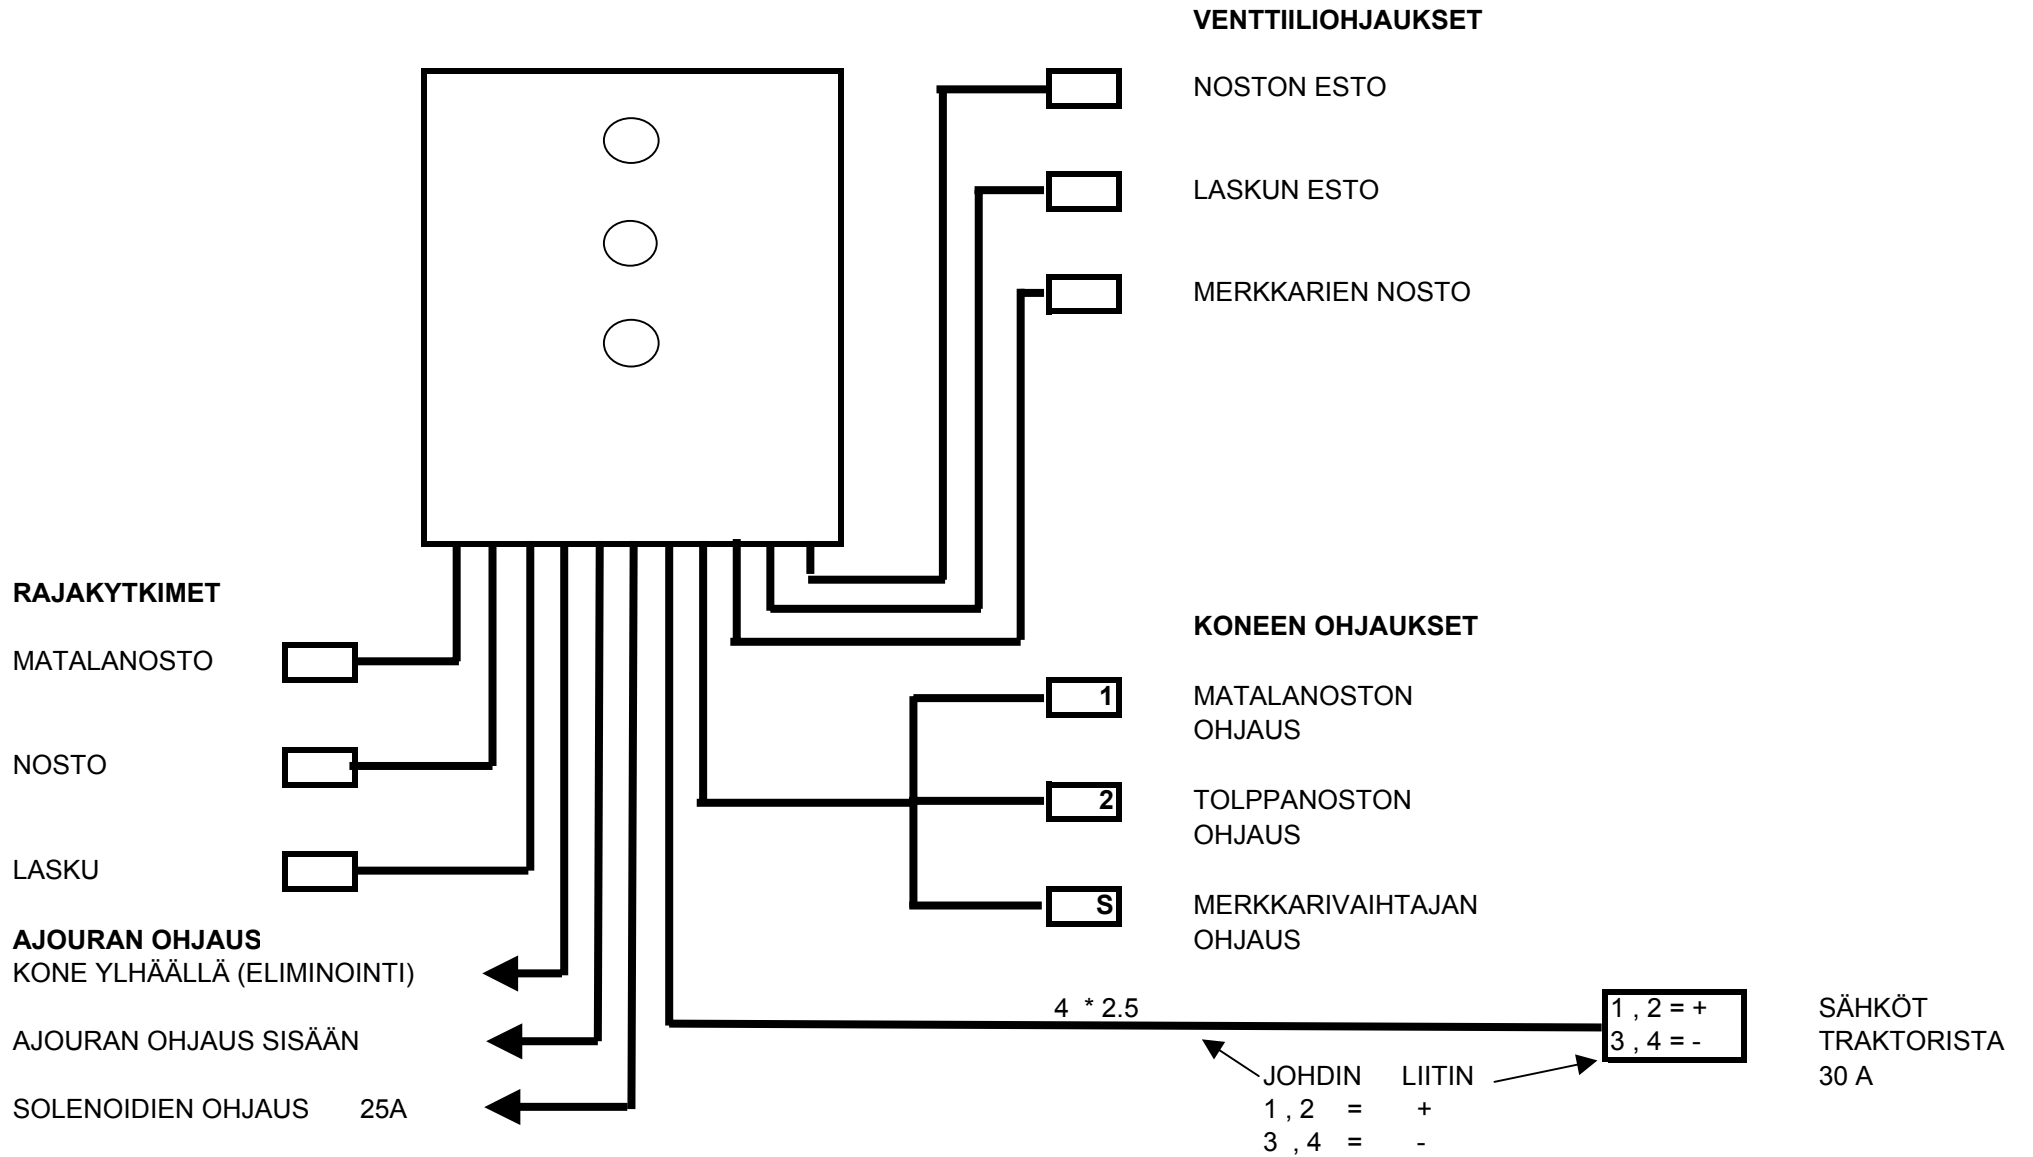 VENTTIILIOHJAUKSET
NOSTON ESTO
LASKUN ESTO
MERKKARIEN NOSTO
RAJAKYTKIMET
MATALANOSTO
NOSTO
LASKU
KONEEN OHJAUKSET
1 MATALANOSTON
OHJAUS
2 TOLPPANOSTON
OHJAUS
S MERKKARIVAIHTAJAN
OHJAUS
AJOURAN OHJAUS
KONE YLHÄÄLLÄ (ELIMINOINTI)
AJOURAN OHJAUS SISÄÄN
SOLENOIDIEN OHJAUS 25A
4 * 2.5
1 , 2 = +
3 , 4 = -
SÄHKÖT
TRAKTORISTA
30 A
JOHDIN LIITIN
1 , 2 = +
3 , 4 = -